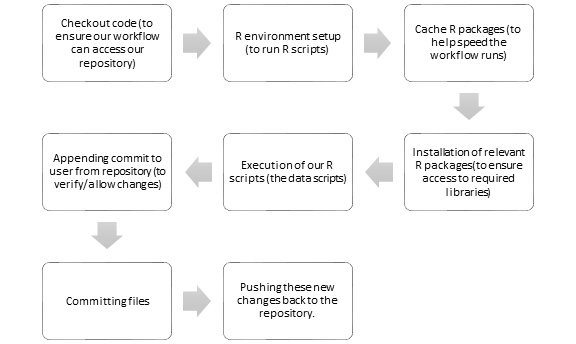 Checkout code (to
ensure our workflow
can access our
repository)
R environment setup
(to run R scripts)
Cache R packages (to
help speed the
workflow runs)
Installation of relevant
R packages(to ensure
access to required
libraries)
Execution of our R
scripts (the data scripts)
Appending commit to
user from repository (to
verify/allow changes)
Committing files
Pushing these new
changes back to the
repository.